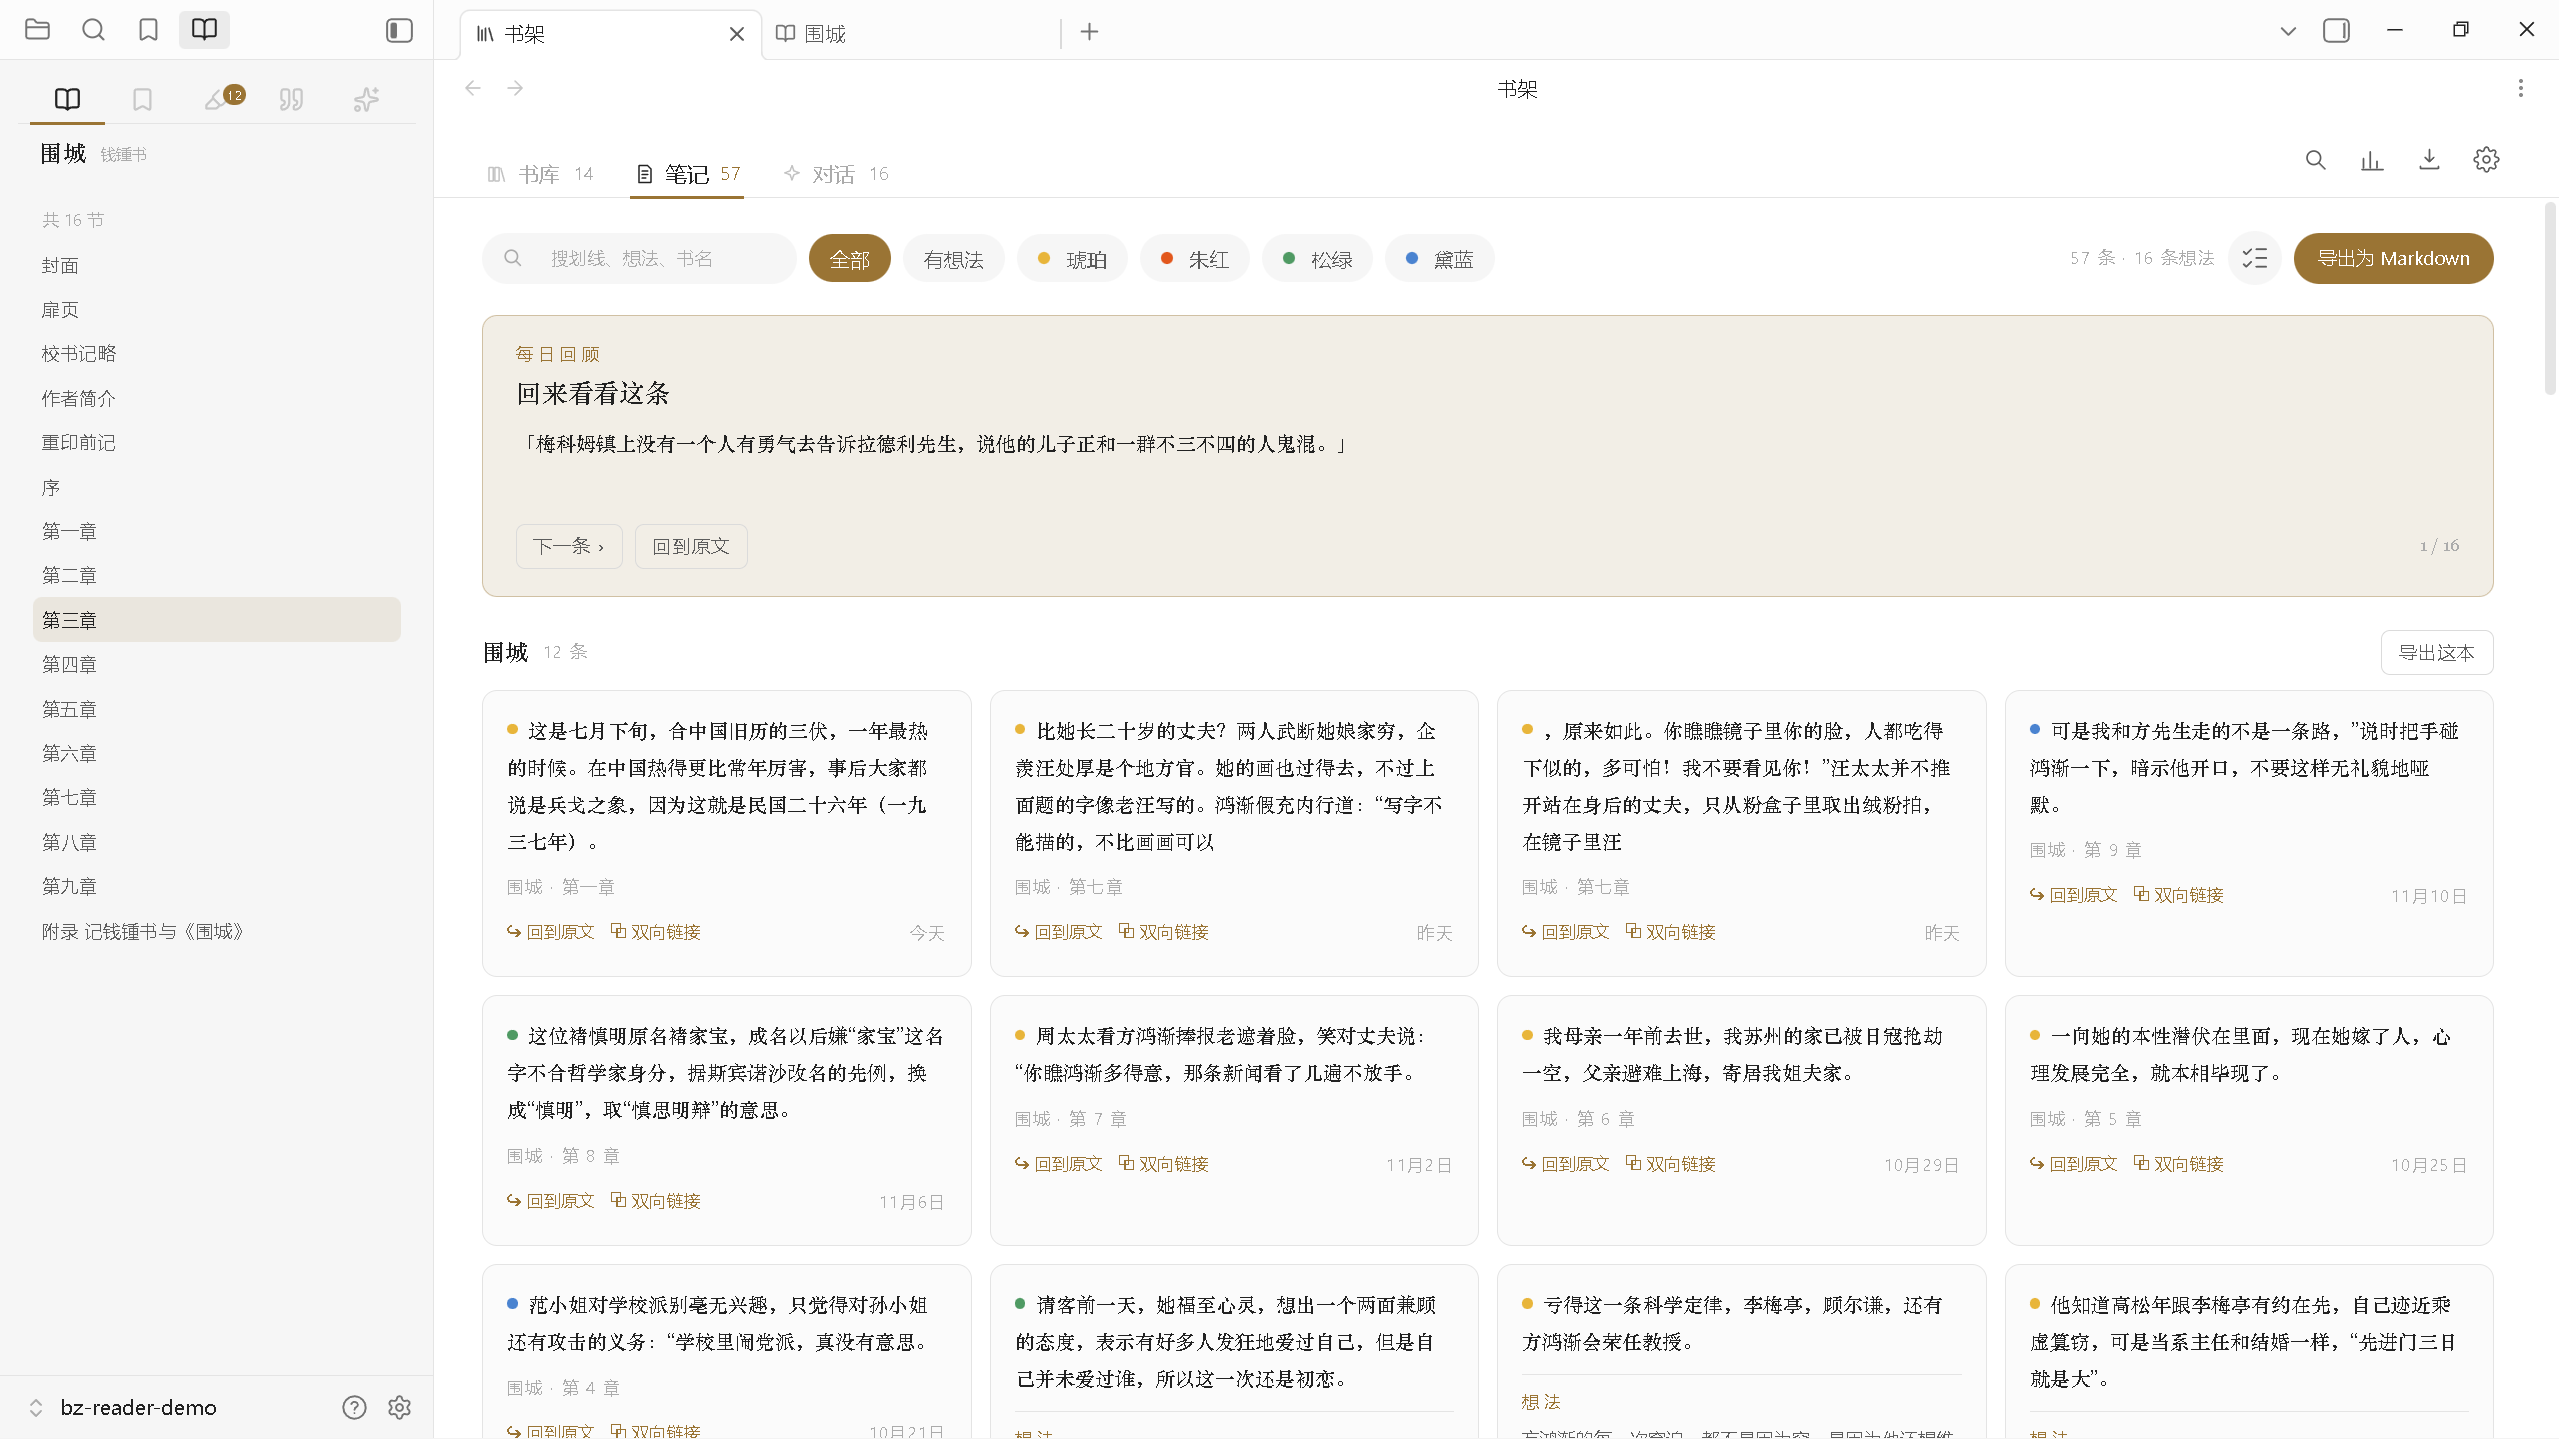 书架
围城
书架
12
围城 钱锺书
共 16 节
封面
扉页
校书记略
作者简介
重印前记
序
第一章
第二章
第三章
第四章
第五章
第六章
第七章
第八章
第九章
附录 记钱锺书与《围城》
bz-reader-demo
书库 14
笔记 57
对话 16
搜划线、想法、书名
全部
有想法
琥珀
朱红
松绿
黛蓝
57 条 · 16 条想法
导出为 Markdown
每日回顾
回来看看这条
「梅科姆镇上没有一个人有勇气去告诉拉德利先生，说他的儿子正和一群不三不四的人鬼混。」
下一条 ›
回到原文
1 / 16
围城 12 条
导出这本
这是七月下旬，合中国旧历的三伏，一年最热
的时候。在中国热得更比常年厉害，事后大家都
说是兵戈之象，因为这就是民国二十六年（一九
三七年）。
围城 · 第一章
回到原文 双向链接 今天
比她长二十岁的丈夫？两人武断她娘家穷，企
羡汪处厚是个地方官。她的画也过得去，不过上
面题的字像老汪写的。鸿渐假充内行道：“写字不
能描的，不比画画可以
围城 · 第七章
回到原文 双向链接 昨天
，原来如此。你瞧瞧镜子里你的脸，人都吃得
下似的，多可怕！我不要看见你！”汪太太并不推
开站在身后的丈夫，只从粉盒子里取出绒粉拍，
在镜子里汪
围城 · 第七章
回到原文 双向链接 昨天
可是我和方先生走的不是一条路，”说时把手碰
鸿渐一下，暗示他开口，不要这样无礼貌地哑
默。
围城 · 第 9 章
回到原文 双向链接 11月10日
这位褚慎明原名褚家宝，成名以后嫌“家宝”这名
字不合哲学家身分，据斯宾诺沙改名的先例，换
成“慎明”，取“慎思明辩”的意思。
围城 · 第 8 章
回到原文 双向链接 11月6日
周太太看方鸿渐捧报老遮着脸，笑对丈夫说：
“你瞧鸿渐多得意，那条新闻看了几遍不放手。
围城 · 第 7 章
回到原文 双向链接 11月2日
我母亲一年前去世，我苏州的家已被日寇抢劫
一空，父亲避难上海，寄居我姐夫家。
围城 · 第 6 章
回到原文 双向链接 10月29日
一向她的本性潜伏在里面，现在她嫁了人，心
理发展完全，就本相毕现了。
围城 · 第 5 章
回到原文 双向链接 10月25日
范小姐对学校派别毫无兴趣，只觉得对孙小姐
还有攻击的义务：“学校里闹党派，真没有意思。
围城 · 第 4 章
回到原文 双向链接 10月21日
请客前一天，她福至心灵，想出一个两面兼顾
的态度，表示有好多人发狂地爱过自己，但是自
己并未爱过谁，所以这一次还是初恋。
想法
亏得这一条科学定律，李梅亭，顾尔谦，还有
方鸿渐会荣任教授。
想法
他知道高松年跟李梅亭有约在先，自己迹近乘
虚篡窃，可是当系主任和结婚一样，“先进门三日
就是大”。
想法